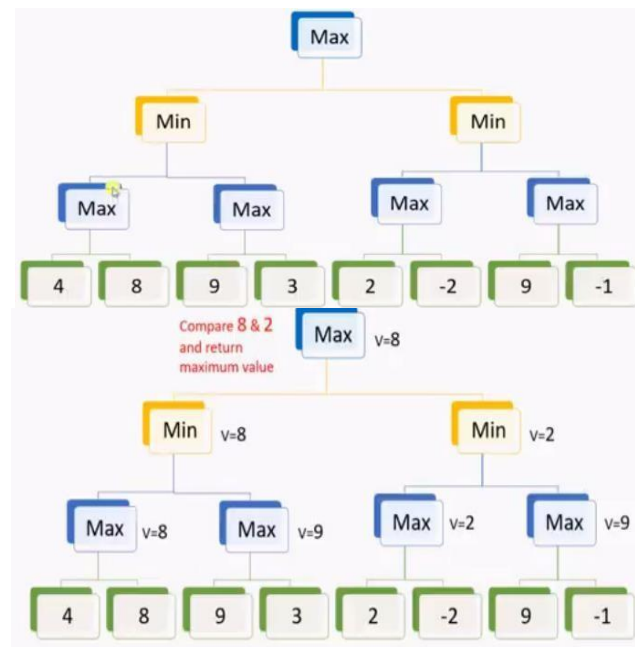 Max
Min Min
Max Max Max Max
4 8 9 3 2 -2 9 -1
Compare 8 & 2
and return
maximum value
Max V=8
Min V=8 Min V=2
Max V=8 Max V=9 Max V=2 Max V=9
4 8 9 3 2 -2 9 -1